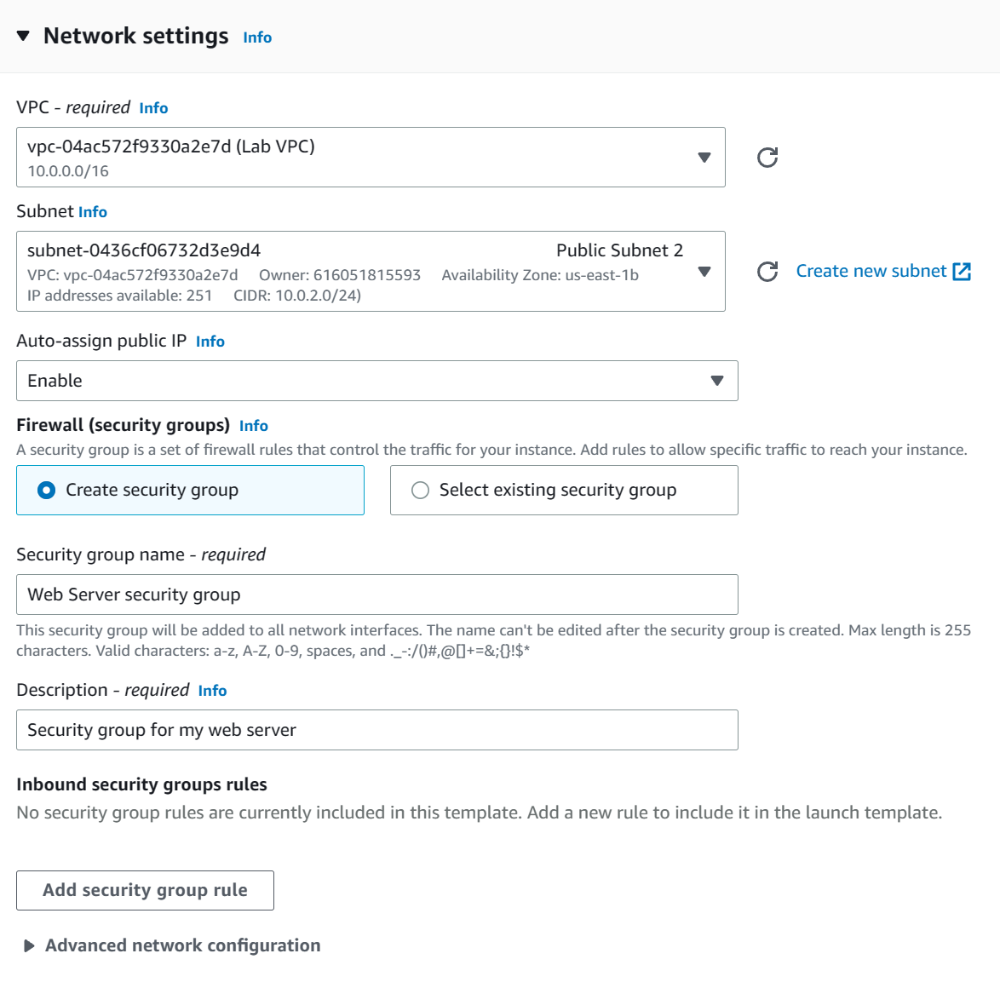 Network settings Info
VPC - required Info
vpc-04ac572f9330a2e7d (Lab VPC)
10.0.0.0/16
Subnet Info
subnet-0436cf06732d3e9d4 Public Subnet 2
VPC: vpc-04ac572f9330a2e7d Owner: 616051815593 Availability Zone: us-east-1b
IP addresses available: 251 CIDR: 10.0.2.0/24)
Create new subnet
Auto-assign public IP Info
Enable
Firewall (security groups) Info
A security group is a set of firewall rules that control the traffic for your instance. Add rules to allow specific traffic to reach your instance.
Create security group
Select existing security group
Security group name - required
Web Server security group
This security group will be added to all network interfaces. The name can't be edited after the security group is created. Max length is 255
characters. Valid characters: a-z, A-Z, 0-9, spaces, and ._-:/()#,@[]+=&;{}!$*
Description - required Info
Security group for my web server
Inbound security groups rules
No security group rules are currently included in this template. Add a new rule to include it in the launch template.
Add security group rule
Advanced network configuration